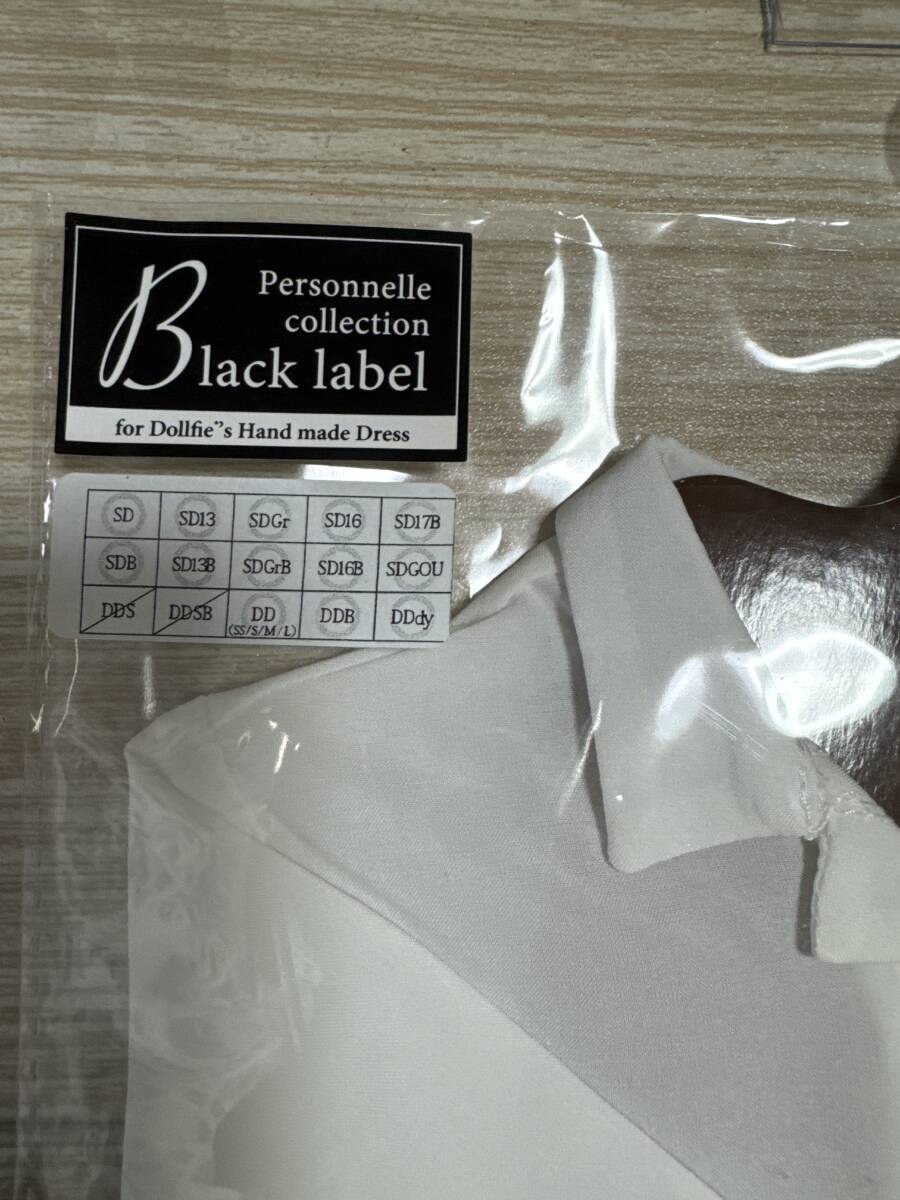 Personnelle
collection
Black label
for Dollfie"s Hand made Dress
SD SD13 SDGr SD16 SD17B
SDB SD13B SDGrB SD16B SDGOU
DDS DDSB DD DDB DDdy
(SS/S/M/L)